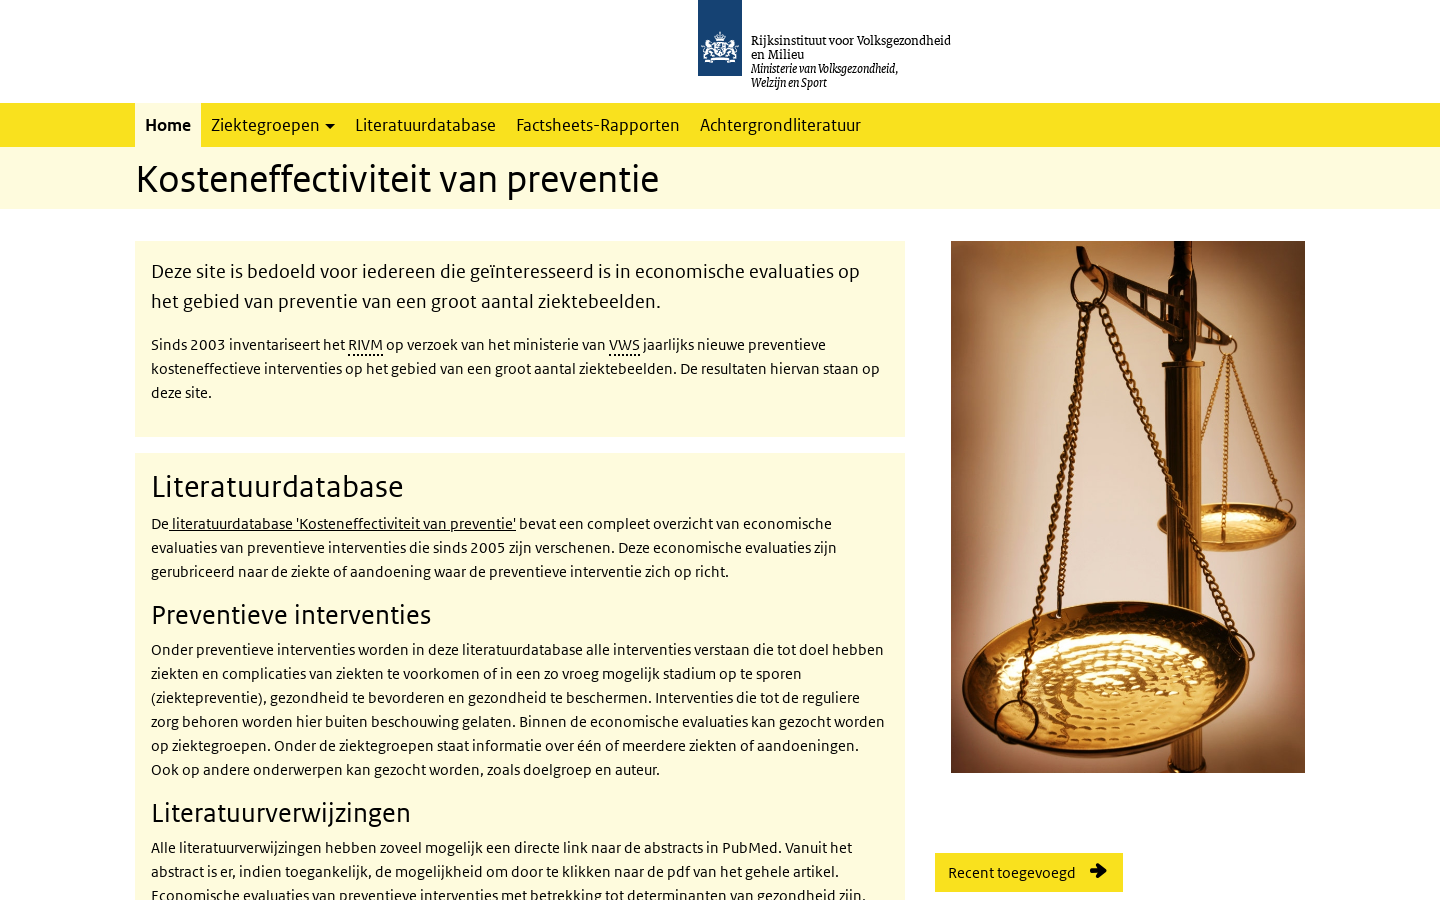 Rijksinstituut voor Volksgezondheid
en Milieu
Ministerie van Volksgezondheid,
Welzijn en Sport
Home Ziektegroepen Literatuurdatabase Factsheets-Rapporten Achtergrondliteratuur
Kosteneffectiviteit van preventie
Deze site is bedoeld voor iedereen die geïnteresseerd is in economische evaluaties op
het gebied van preventie van een groot aantal ziektebeelden.
Sinds 2003 inventariseert het RIVM op verzoek van het ministerie van VWS jaarlijks nieuwe preventieve
kosteneffectieve interventies op het gebied van een groot aantal ziektebeelden. De resultaten hiervan staan op
deze site.
Literatuurdatabase
De literatuurdatabase 'Kosteneffectiviteit van preventie' bevat een compleet overzicht van economische
evaluaties van preventieve interventies die sinds 2005 zijn verschenen. Deze economische evaluaties zijn
gerubriceerd naar de ziekte of aandoening waar de preventieve interventie zich op richt.
Preventieve interventies
Onder preventieve interventies worden in deze literatuurdatabase alle interventies verstaan die tot doel hebben
ziekten en complicaties van ziekten te voorkomen of in een zo vroeg mogelijk stadium op te sporen
(ziektepreventie), gezondheid te bevorderen en gezondheid te beschermen. Interventies die tot de reguliere
zorg behoren worden hier buiten beschouwing gelaten. Binnen de economische evaluaties kan gezocht worden
op ziektegroepen. Onder de ziektegroepen staat informatie over één of meerdere ziekten of aandoeningen.
Ook op andere onderwerpen kan gezocht worden, zoals doelgroep en auteur.
Literatuurverwijzingen
Alle literatuurverwijzingen hebben zoveel mogelijk een directe link naar de abstracts in PubMed. Vanuit het
abstract is er, indien toegankelijk, de mogelijkheid om door te klikken naar de pdf van het gehele artikel.
Economische evaluaties van preventieve interventies met betrekking tot determinanten van gezondheid zijn,
Recent toegevoegd